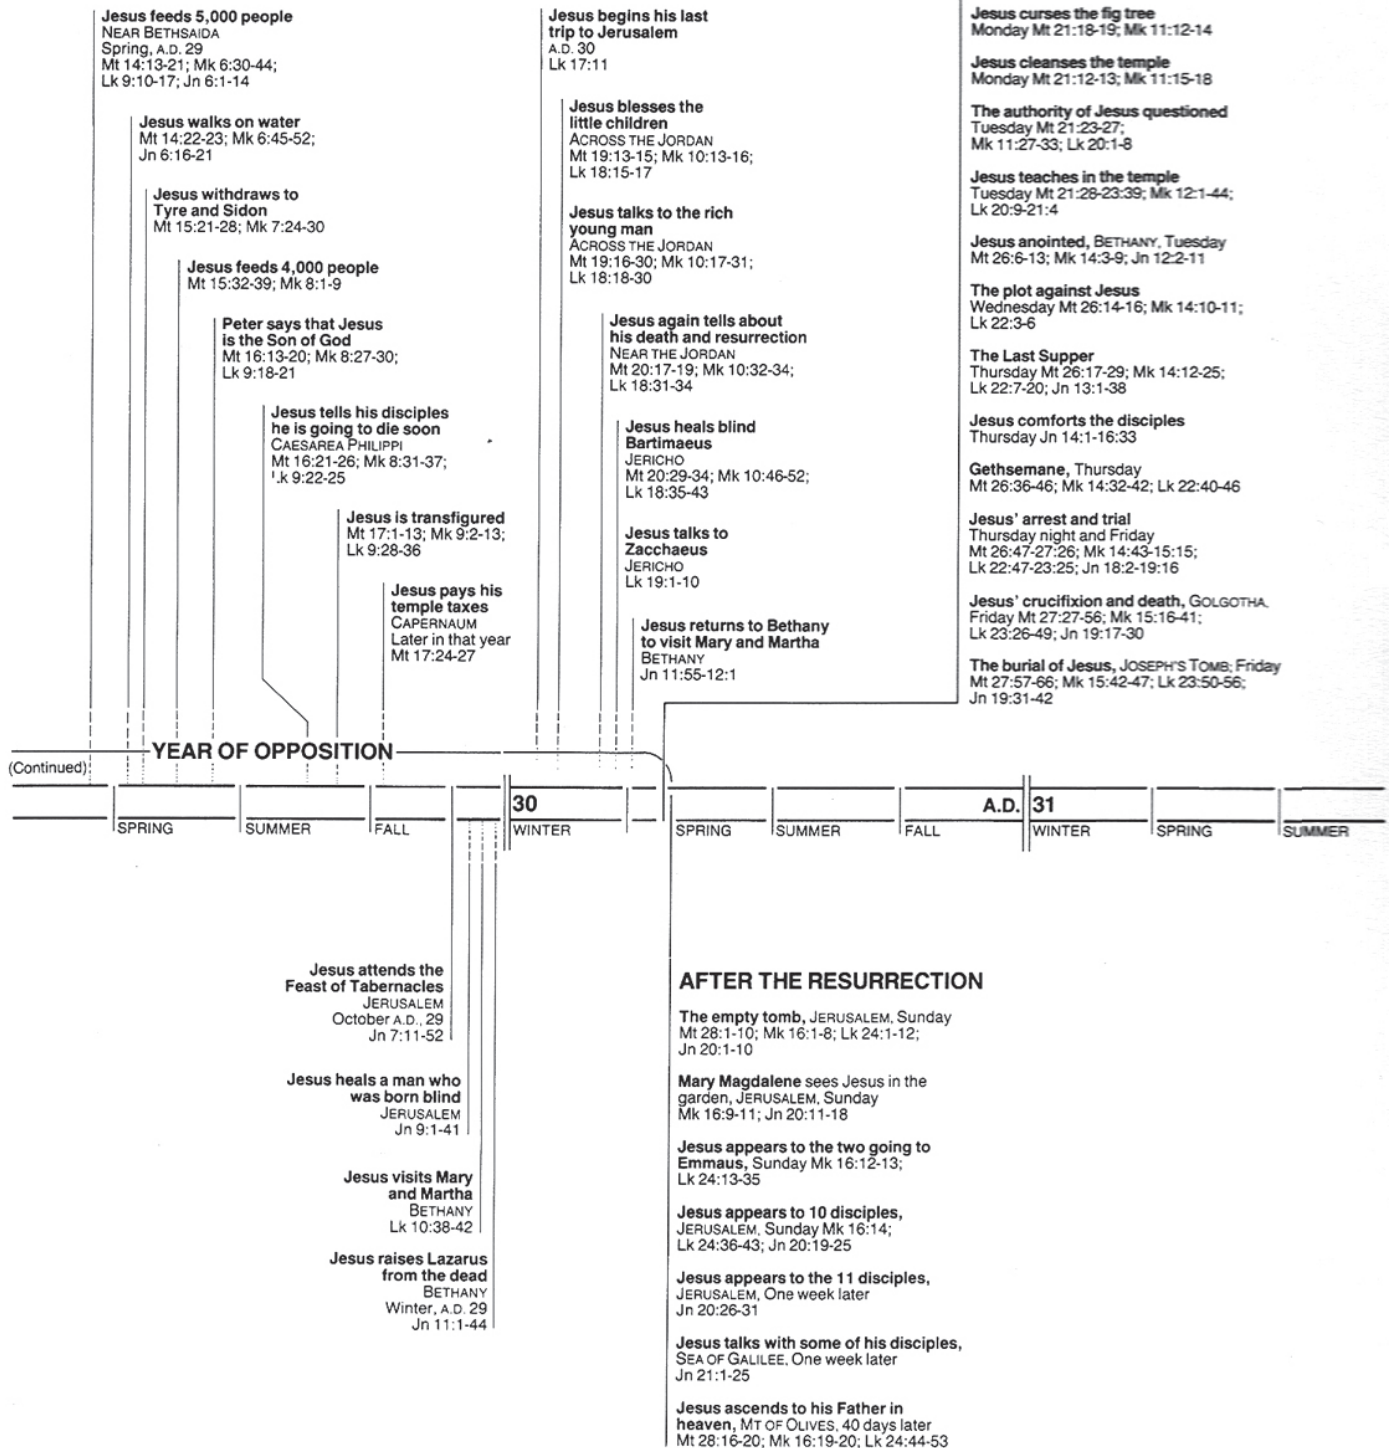 Jesus feeds 5,000 people
NEAR BETHSAIDA
Spring, A.D. 29
Mt 14:13-21; Mk 6:30-44;
Lk 9:10-17; Jn 6:1-14
Jesus walks on water
Mt 14:22-23; Mk 6:45-52;
Jn 6:16-21
Jesus withdraws to
Tyre and Sidon
Mt 15:21-28; Mk 7:24-30
Jesus feeds 4,000 people
Mt 15:32-39; Mk 8:1-9
Peter says that Jesus
is the Son of God
Mt 16:13-20; Mk 8:27-30;
Lk 9:18-21
Jesus tells his disciples
he is going to die soon
CAESAREA PHILIPPI
Mt 16:21-26; Mk 8:31-37;
Lk 9:22-25
Jesus is transfigured
Mt 17:1-13; Mk 9:2-13;
Lk 9:28-36
Jesus pays his
temple taxes
CAPERNAUM
Later in that year
Mt 17:24-27
Jesus begins his last
trip to Jerusalem
A.D. 30
Lk 17:11
Jesus blesses the
little children
ACROSS THE JORDAN
Mt 19:13-15; Mk 10:13-16;
Lk 18:15-17
Jesus talks to the rich
young man
ACROSS THE JORDAN
Mt 19:16-30; Mk 10:17-31;
Lk 18:18-30
Jesus again tells about
his death and resurrection
NEAR THE JORDAN
Mt 20:17-19; Mk 10:32-34;
Lk 18:31-34
Jesus heals blind
Bartimaeus
JERICHO
Mt 20:29-34; Mk 10:46-52;
Lk 18:35-43
Jesus talks to
Zacchaeus
JERICHO
Lk 19:1-10
Jesus returns to Bethany
to visit Mary and Martha
BETHANY
Jn 11:55-12:1
Jesus curses the fig tree
Monday Mt 21:18-19; Mk 11:12-14
Jesus cleanses the temple
Monday Mt 21:12-13; Mk 11:15-18
The authority of Jesus questioned
Tuesday Mt 21:23-27;
Mk 11:27-33; Lk 20:1-8
Jesus teaches in the temple
Tuesday Mt 21:28-23:39; Mk 12:1-44;
Lk 20:9-21:4
Jesus anointed, BETHANY, Tuesday
Mt 26:6-13; Mk 14:3-9; Jn 12:2-11
The plot against Jesus
Wednesday Mt 26:14-16; Mk 14:10-11;
Lk 22:3-6
The Last Supper
Thursday Mt 26:17-29; Mk 14:12-25;
Lk 22:7-20; Jn 13:1-38
Jesus comforts the disciples
Thursday Jn 14:1-16:33
Gethsemane, Thursday
Mt 26:36-46; Mk 14:32-42; Lk 22:40-46
Jesus' arrest and trial
Thursday night and Friday
Mt 26:47-27:26; Mk 14:43-15:15;
Lk 22:47-23:25; Jn 18:2-19:16
Jesus' crucifixion and death, GOLGOTHA,
Friday Mt 27:27-56; Mk 15:16-41;
Lk 23:26-49; Jn 19:17-30
The burial of Jesus, JOSEPH'S TOMB; Friday
Mt 27:57-66; Mk 15:42-47; Lk 23:50-56;
Jn 19:31-42
YEAR OF OPPOSITION
(Continued)
30 A.D. 31
SPRING SUMMER FALL WINTER SPRING SUMMER FALL WINTER SPRING SUMMER
Jesus attends the
Feast of Tabernacles
JERUSALEM
October A.D., 29
Jn 7:11-52
Jesus heals a man who
was born blind
JERUSALEM
Jn 9:1-41
Jesus visits Mary
and Martha
BETHANY
Lk 10:38-42
Jesus raises Lazarus
from the dead
BETHANY
Winter, A.D. 29
Jn 11:1-44
AFTER THE RESURRECTION
The empty tomb, JERUSALEM, Sunday
Mt 28:1-10; Mk 16:1-8; Lk 24:1-12;
Jn 20:1-10
Mary Magdalene sees Jesus in the
garden, JERUSALEM, Sunday
Mk 16:9-11; Jn 20:11-18
Jesus appears to the two going to
Emmaus, Sunday Mk 16:12-13;
Lk 24:13-35
Jesus appears to 10 disciples,
JERUSALEM, Sunday Mk 16:14;
Lk 24:36-43; Jn 20:19-25
Jesus appears to the 11 disciples,
JERUSALEM, One week later
Jn 20:26-31
Jesus talks with some of his disciples,
SEA OF GALILEE, One week later
Jn 21:1-25
Jesus ascends to his Father in
heaven, MT OF OLIVES, 40 days later
Mt 28:16-20; Mk 16:19-20; Lk 24:44-53